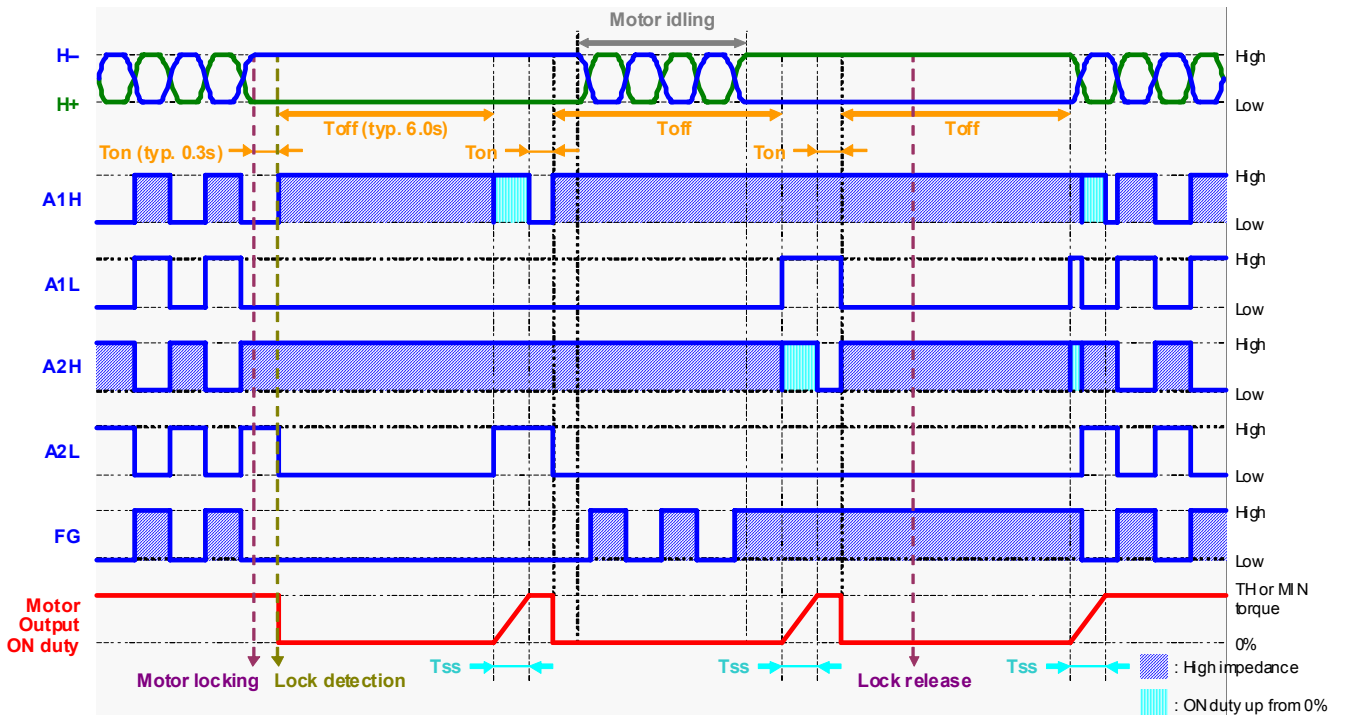 Motor idling
H–
High
H+
Low
Toff (typ. 6.0s)
Toff
Toff
Ton (typ. 0.3s)
Ton
Ton
A1H
High
Low
A1L
High
Low
A2H
High
Low
A2L
High
Low
FG
High
Low
Motor
Output
ON duty
TH or MIN
torque
0%
Tss
Tss
Tss
Motor locking
Lock detection
Lock release
: High impedance
: ON duty up from 0%